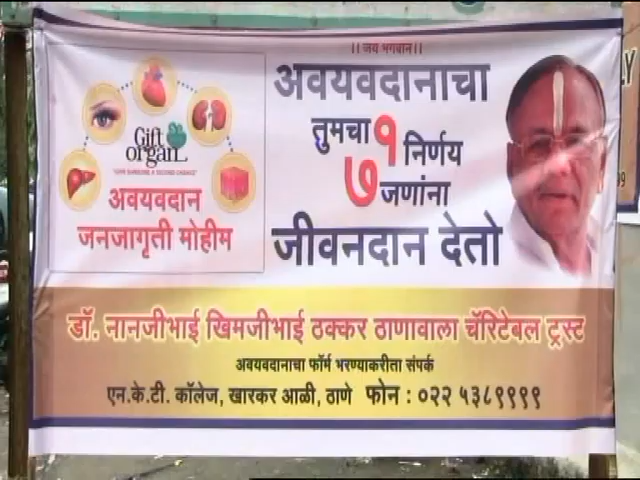 ।। जय भगवान।।
अवयवदानाचा
तुमचा १ निर्णय
७ जणांना
जीवनदान देतो
Gift organ
"GIVE SOMEONE A SECOND CHANCE"
अवयवदान
जनजागृती मोहीम
डॉ. नानजीभाई खिमजीभाई ठक्कर ठाणावाला चॅरिटेबल ट्रस्ट
अवयवदानाचा फॉर्म भरण्याकरीता संपर्क
एन.के.टी. कॉलेज, खारकर आळी, ठाणे फोन : ०२२ ५३८९९९९